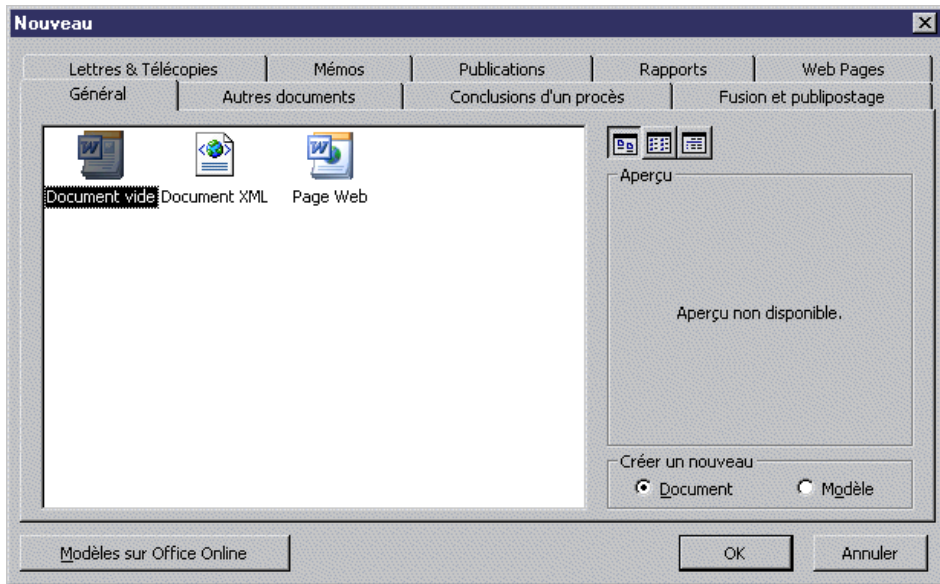 Nouveau
Lettres & Télécopies Mémos Publications Rapports Web Pages
Général Autres documents Conclusions d'un procès Fusion et publipostage
Document vide Document XML Page Web
Aperçu
Aperçu non disponible.
Créer un nouveau
Document Modèle
Modèles sur Office Online OK Annuler